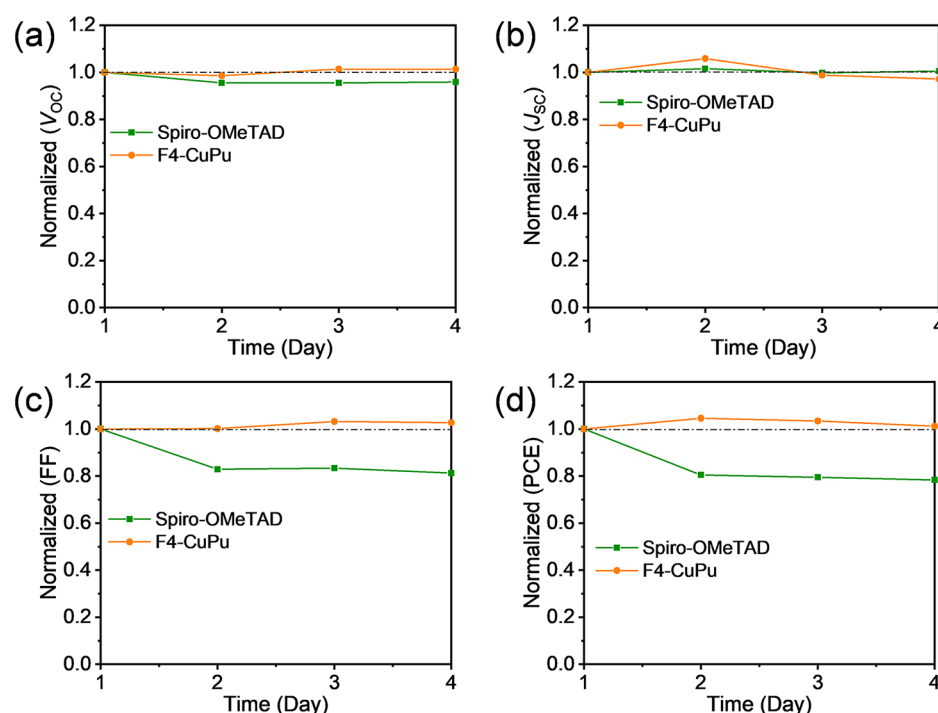 (a)
1.2
1.0
0.8
0.6
0.4
0.2
0.0
Normalized (VOC)
Spiro-OMeTAD
F4-CuPu
1 2 3 4
Time (Day)
(b)
1.2
1.0
0.8
0.6
0.4
0.2
0.0
Normalized (JSC)
Spiro-OMeTAD
F4-CuPu
1 2 3 4
Time (Day)
(c)
1.2
1.0
0.8
0.6
0.4
0.2
0.0
Normalized (FF)
Spiro-OMeTAD
F4-CuPu
1 2 3 4
Time (Day)
(d)
1.2
1.0
0.8
0.6
0.4
0.2
0.0
Normalized (PCE)
Spiro-OMeTAD
F4-CuPu
1 2 3 4
Time (Day)